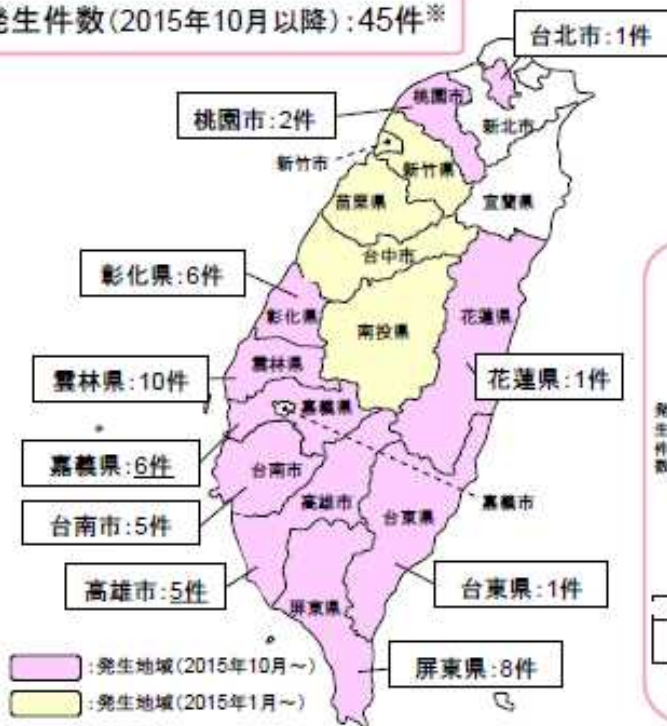 発生件数(2015年10月以降):45件※
台北市:1件
桃園市
桃園市:2件
新北市
新竹市
新竹県
苗栗県
宜蘭県
台中市
彰化県:6件
彰化県
南投県
花蓮県
雲林県
雲林県:10件
花蓮県:1件
嘉義県
嘉義県:6件
台南市
台南市:5件
高雄市
嘉義市
台東県
高雄市:5件
台東県:1件
屏東県
屏東県:8件
:発生地域(2015年10月~)
:発生地域(2015年1月~)
発生件数